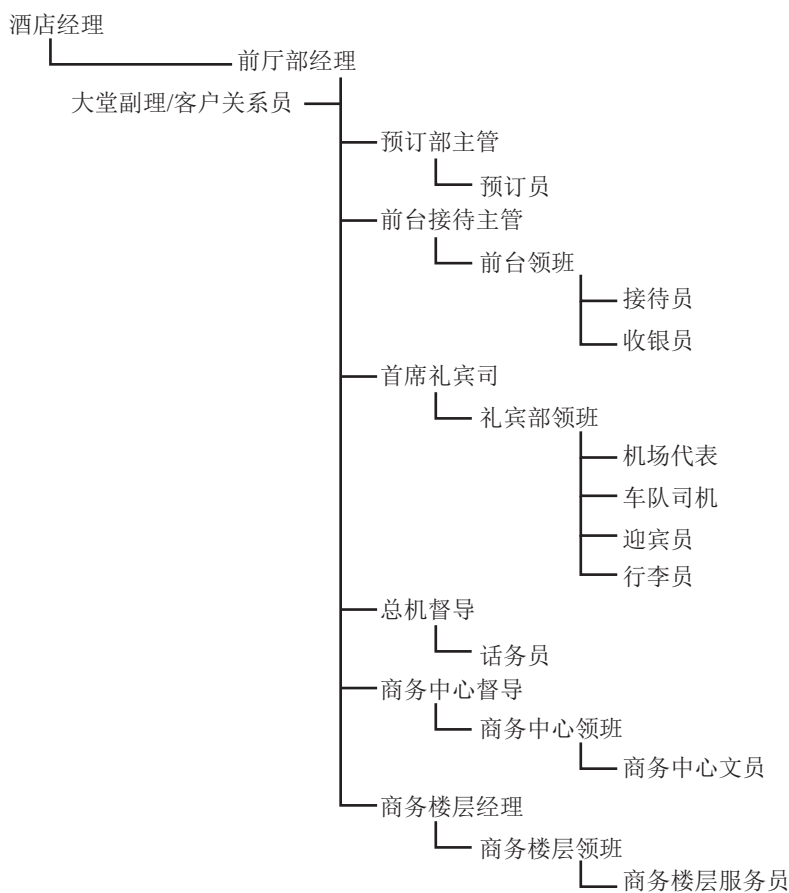 酒店经理
前厅部经理
大堂副理/客户关系员
预订部主管
预订员
前台接待主管
前台领班
接待员
收银员
首席礼宾司
礼宾部领班
机场代表
车队司机
迎宾员
行李员
总机督导
话务员
商务中心督导
商务中心领班
商务中心文员
商务楼层经理
商务楼层领班
商务楼层服务员